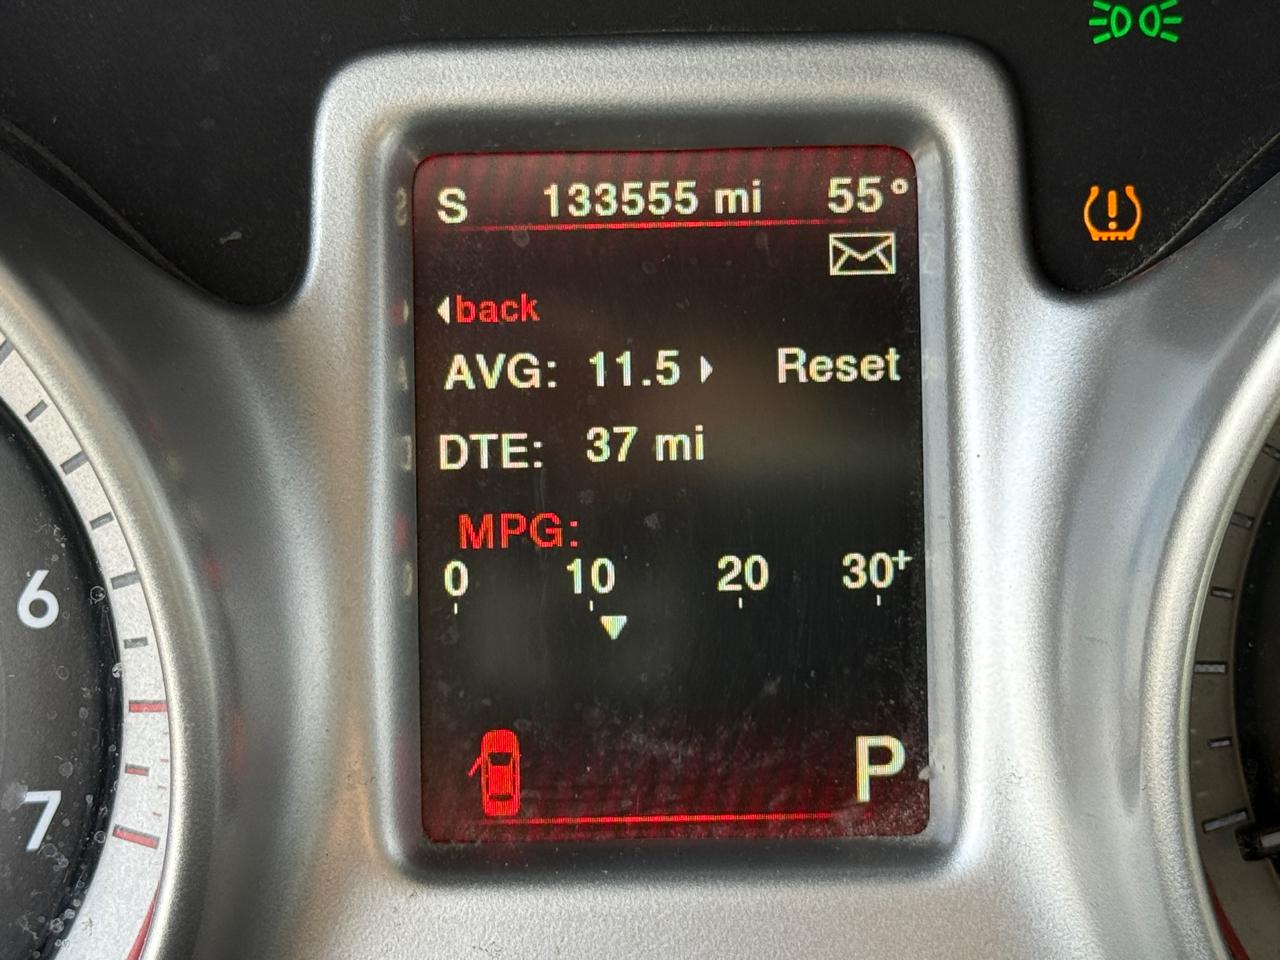 S 133555 mi 55°
back
AVG: 11.5 Reset
DTE: 37 mi
MPG:
0 10 20 30+
6
7
P